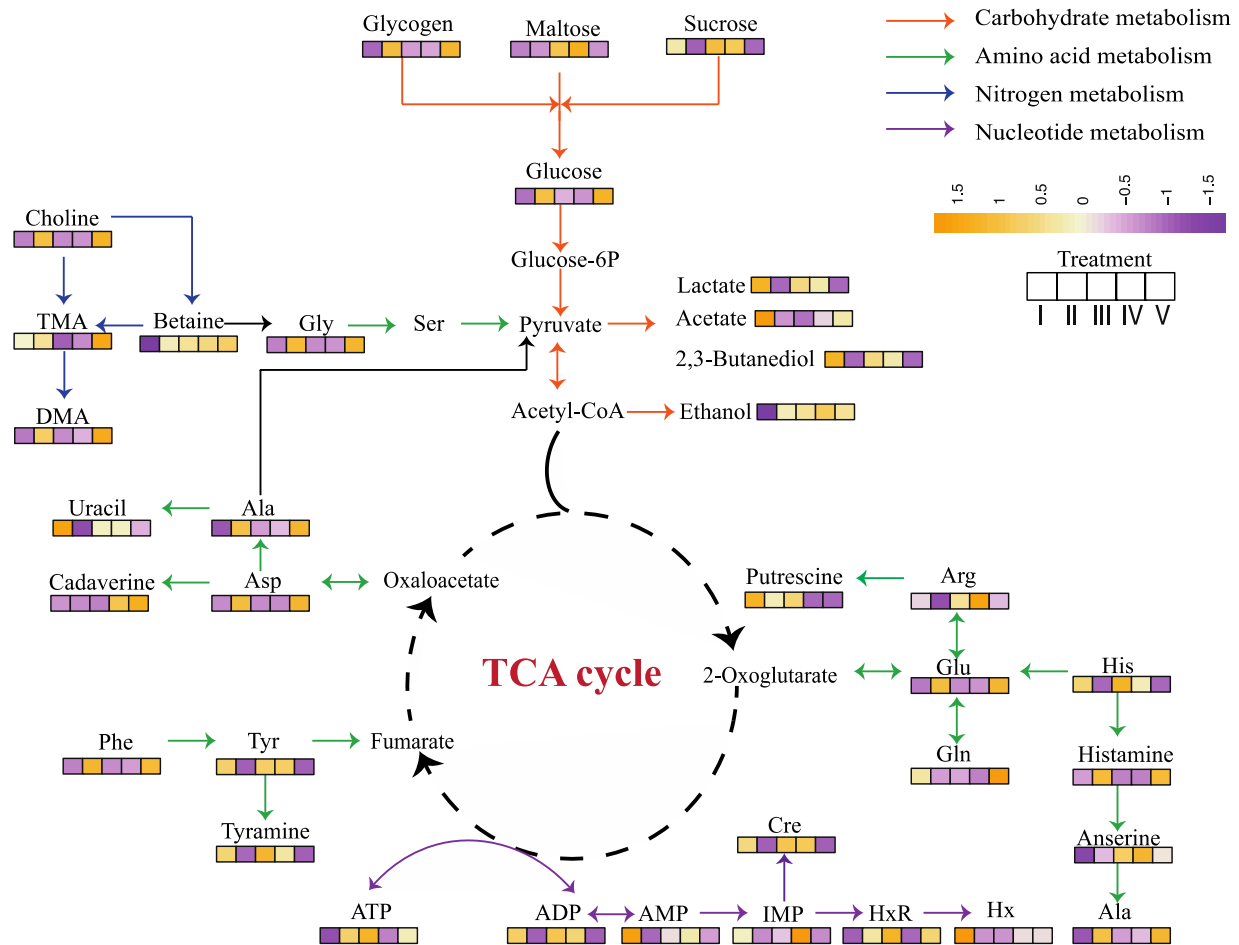 Glycogen
Maltose
Sucrose
Carbohydrate metabolism
Amino acid metabolism
Nitrogen metabolism
Nucleotide metabolism
1.5 1 0.5 0 −0.5 −1 −1.5
Treatment
I II III IV V
Glucose
Choline
Glucose-6P
Lactate
TMA
Betaine
Gly
Ser
Pyruvate
Acetate
2,3-Butanediol
DMA
Acetyl-CoA
Ethanol
Uracil
Ala
Cadaverine
Asp
Oxaloacetate
Putrescine
Arg
TCA cycle
2-Oxoglutarate
Glu
His
Phe
Tyr
Fumarate
Gln
Histamine
Tyramine
Cre
Anserine
ATP
ADP
AMP
IMP
HxR
Hx
Ala